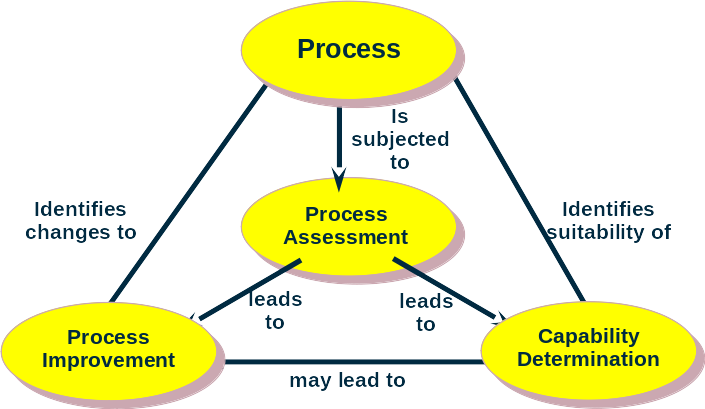 Process
Is
subjected
to
Identifies
changes to
Identifies
suitability of
Process
Assessment
leads
to
leads
to
Process
Improvement
Capability
Determination
may lead to